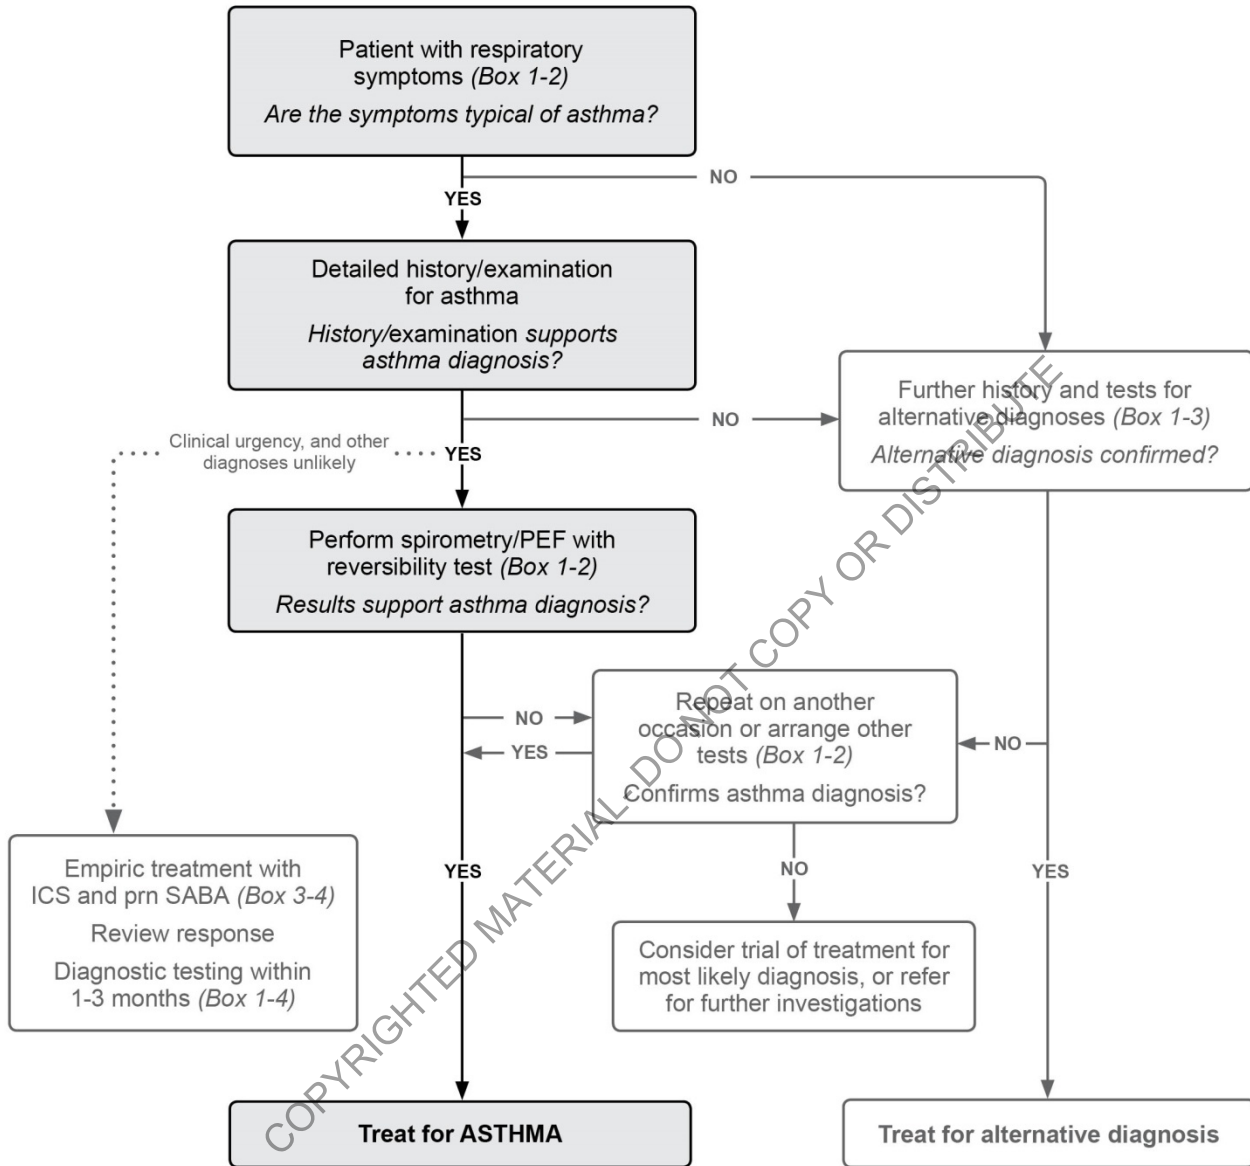 Patient with respiratory
symptoms (Box 1-2)
Are the symptoms typical of asthma?
NO
YES
Detailed history/examination
for asthma
History/examination supports
asthma diagnosis?
Further history and tests for
alternative diagnoses (Box 1-3)
Alternative diagnosis confirmed?
NO
Clinical urgency, and other
diagnoses unlikely
YES
Perform spirometry/PEF with
reversibility test (Box 1-2)
Results support asthma diagnosis?
Repeat on another
occasion or arrange other
tests (Box 1-2)
Confirms asthma diagnosis?
NO
YES
NO
Empiric treatment with
ICS and prn SABA (Box 3-4)
Review response
Diagnostic testing within
1-3 months (Box 1-4)
YES
NO
YES
Consider trial of treatment for
most likely diagnosis, or refer
for further investigations
Treat for ASTHMA
Treat for alternative diagnosis
COPYRIGHTED MATERIAL- DO NOT COPY OR DISTRIBUTE